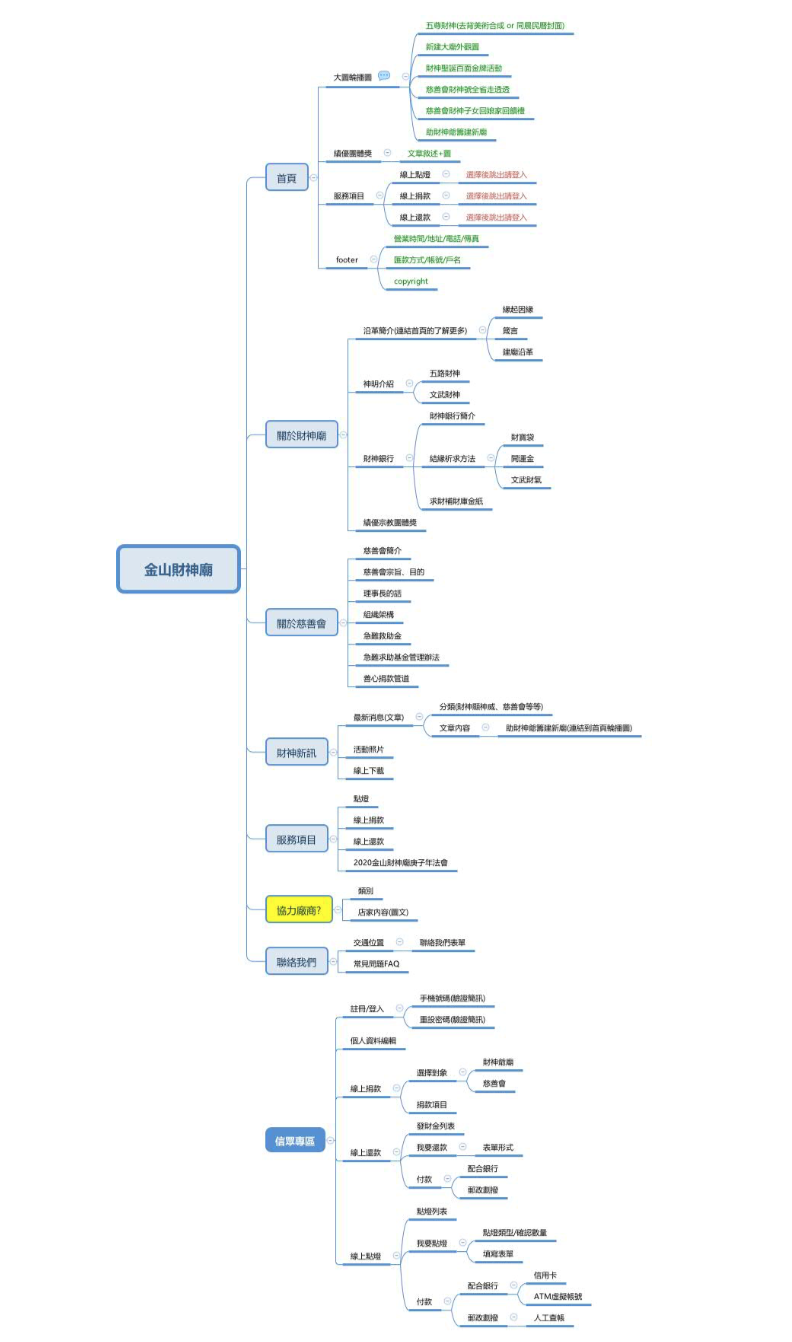 五尊財神(去背美術合成 or 同農民曆封面)
新建大廟外觀圖
財神聖誕百面金牌活動
大圖輪播圖
慈善會財神號全省走透透
慈善會財神子女回娘家回饋禮
助財神爺籌建新廟
績優團體獎
文章敘述+圖
首頁
線上點燈
選擇後跳出請登入
服務項目
線上捐款
選擇後跳出請登入
線上還款
選擇後跳出請登入
營業時間/地址/電話/傳真
footer
匯款方式/帳號/戶名
copyright
緣起因緣
沿革簡介(連結首頁的了解更多)
箴言
建廟沿革
五路財神
神明介紹
文武財神
財神銀行簡介
關於財神廟
財寶袋
財神銀行
結緣祈求方法
開運金
文武財氣
求財補財庫金紙
績優宗教團體獎
慈善會簡介
金山財神廟
慈善會宗旨、目的
理事長的話
關於慈善會
組織架構
急難救助金
急難求助基金管理辦法
善心捐款管道
分類(財神顯神威、慈善會等等)
最新消息(文章)
文章內容
助財神爺籌建新廟(連結到首頁輪播圖)
財神新訊
活動照片
線上下載
點燈
線上捐款
服務項目
線上還款
2020金山財神廟庚子年法會
類別
協力廠商?
店家內容(圖文)
交通位置
聯絡我們表單
聯絡我們
常見問題FAQ
手機號碼(驗證簡訊)
註冊/登入
重設密碼(驗證簡訊)
個人資料編輯
財神爺廟
選擇對象
線上捐款
慈善會
捐款項目
發財金列表
信眾專區
線上還款
我要還款
表單形式
配合銀行
付款
郵政劃撥
點燈列表
點燈類型/確認數量
我要點燈
線上點燈
填寫表單
信用卡
配合銀行
ATM虛擬帳號
付款
郵政劃撥
人工查帳